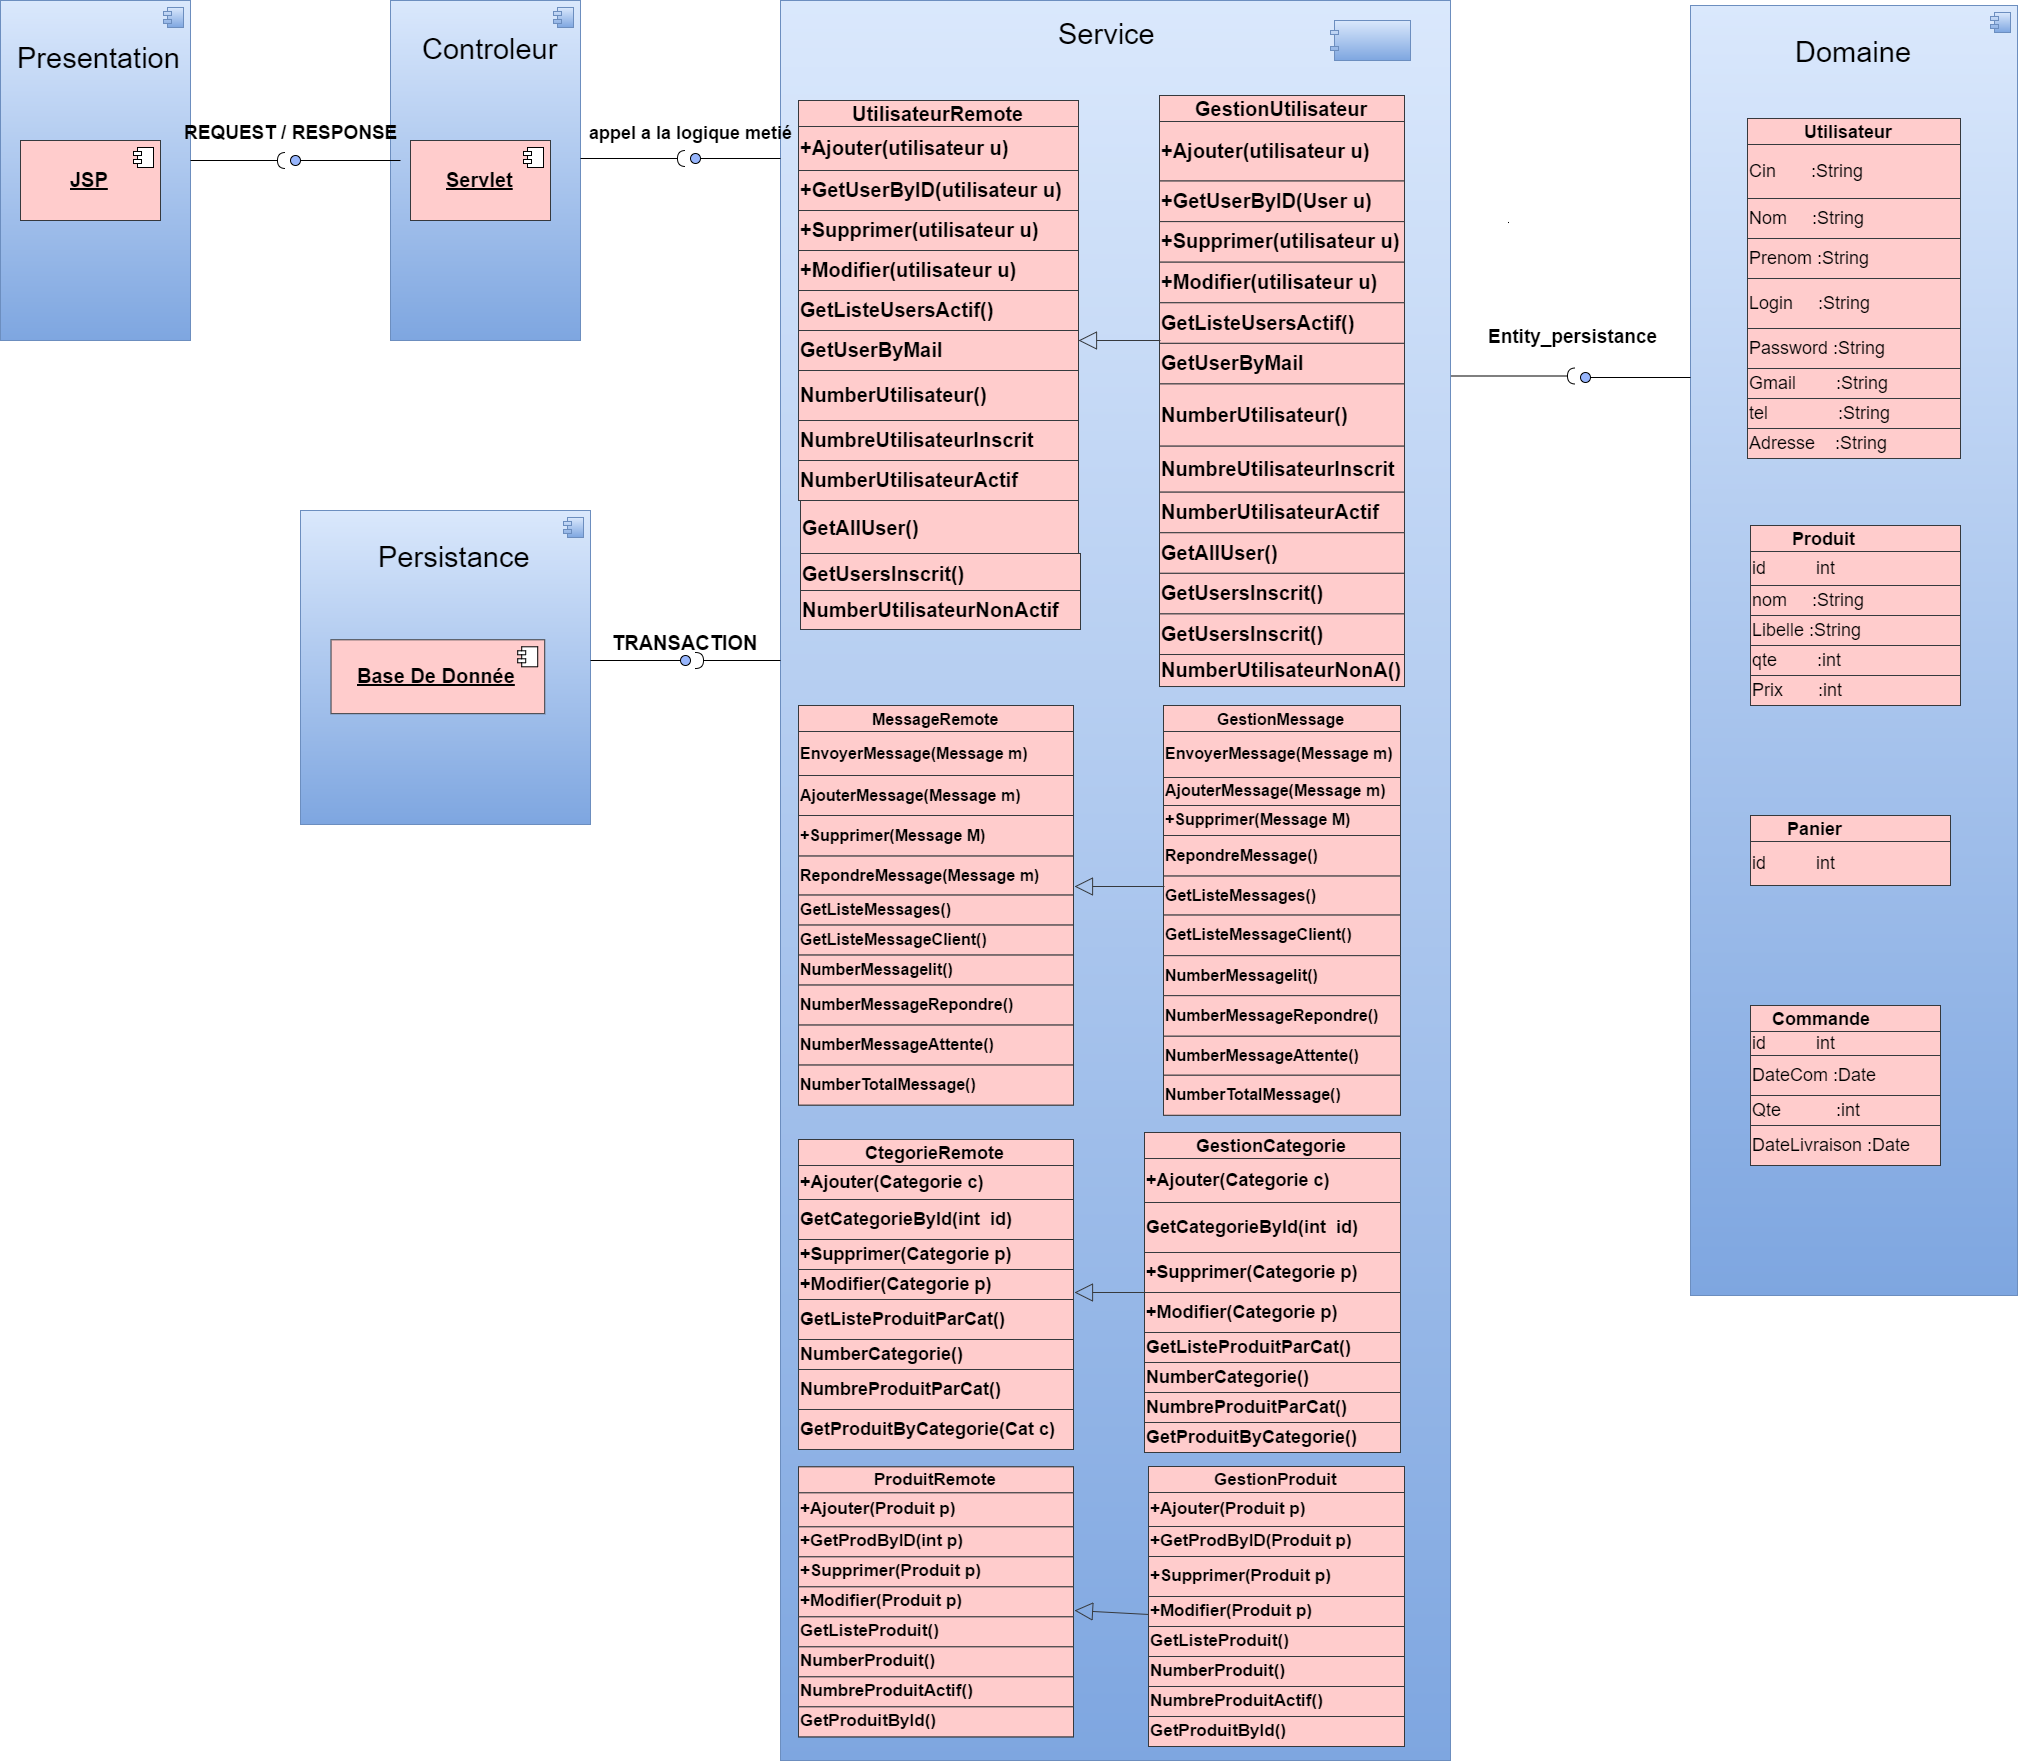 Presentation
JSP
REQUEST / RESPONSE
Controleur
Servlet
appel a la logique metié
Persistance
Base De Donnée
TRANSACTION
Service
UtilisateurRemote
+Ajouter(utilisateur u)
+GetUserByID(utilisateur u)
+Supprimer(utilisateur u)
+Modifier(utilisateur u)
GetListeUsersActif()
GetUserByMail
NumberUtilisateur()
NumbreUtilisateurInscrit
NumberUtilisateurActif
GetAllUser()
GetUsersInscrit()
NumberUtilisateurNonActif
GestionUtilisateur
+Ajouter(utilisateur u)
+GetUserByID(User u)
+Supprimer(utilisateur u)
+Modifier(utilisateur u)
GetListeUsersActif()
GetUserByMail
NumberUtilisateur()
NumbreUtilisateurInscrit
NumberUtilisateurActif
GetAllUser()
GetUsersInscrit()
GetUsersInscrit()
NumberUtilisateurNonA()
MessageRemote
EnvoyerMessage(Message m)
AjouterMessage(Message m)
+Supprimer(Message M)
RepondreMessage(Message m)
GetListeMessages()
GetListeMessageClient()
NumberMessagelit()
NumberMessageRepondre()
NumberMessageAttente()
NumberTotalMessage()
GestionMessage
EnvoyerMessage(Message m)
AjouterMessage(Message m)
+Supprimer(Message M)
RepondreMessage()
GetListeMessages()
GetListeMessageClient()
NumberMessagelit()
NumberMessageRepondre()
NumberMessageAttente()
NumberTotalMessage()
CtegorieRemote
+Ajouter(Categorie c)
GetCategorieById(int id)
+Supprimer(Categorie p)
+Modifier(Categorie p)
GetListeProduitParCat()
NumberCategorie()
NumbreProduitParCat()
GetProduitByCategorie(Cat c)
GestionCategorie
+Ajouter(Categorie c)
GetCategorieById(int id)
+Supprimer(Categorie p)
+Modifier(Categorie p)
GetListeProduitParCat()
NumberCategorie()
NumbreProduitParCat()
GetProduitByCategorie()
ProduitRemote
+Ajouter(Produit p)
+GetProdByID(int p)
+Supprimer(Produit p)
+Modifier(Produit p)
GetListeProduit()
NumberProduit()
NumbreProduitActif()
GetProduitById()
GestionProduit
+Ajouter(Produit p)
+GetProdByID(Produit p)
+Supprimer(Produit p)
+Modifier(Produit p)
GetListeProduit()
NumberProduit()
NumbreProduitActif()
GetProduitById()
Entity_persistance
Domaine
Utilisateur
Cin :String
Nom :String
Prenom :String
Login :String
Password :String
Gmail :String
tel :String
Adresse :String
Produit
id int
nom :String
Libelle :String
qte :int
Prix :int
Panier
id int
Commande
id int
DateCom :Date
Qte :int
DateLivraison :Date